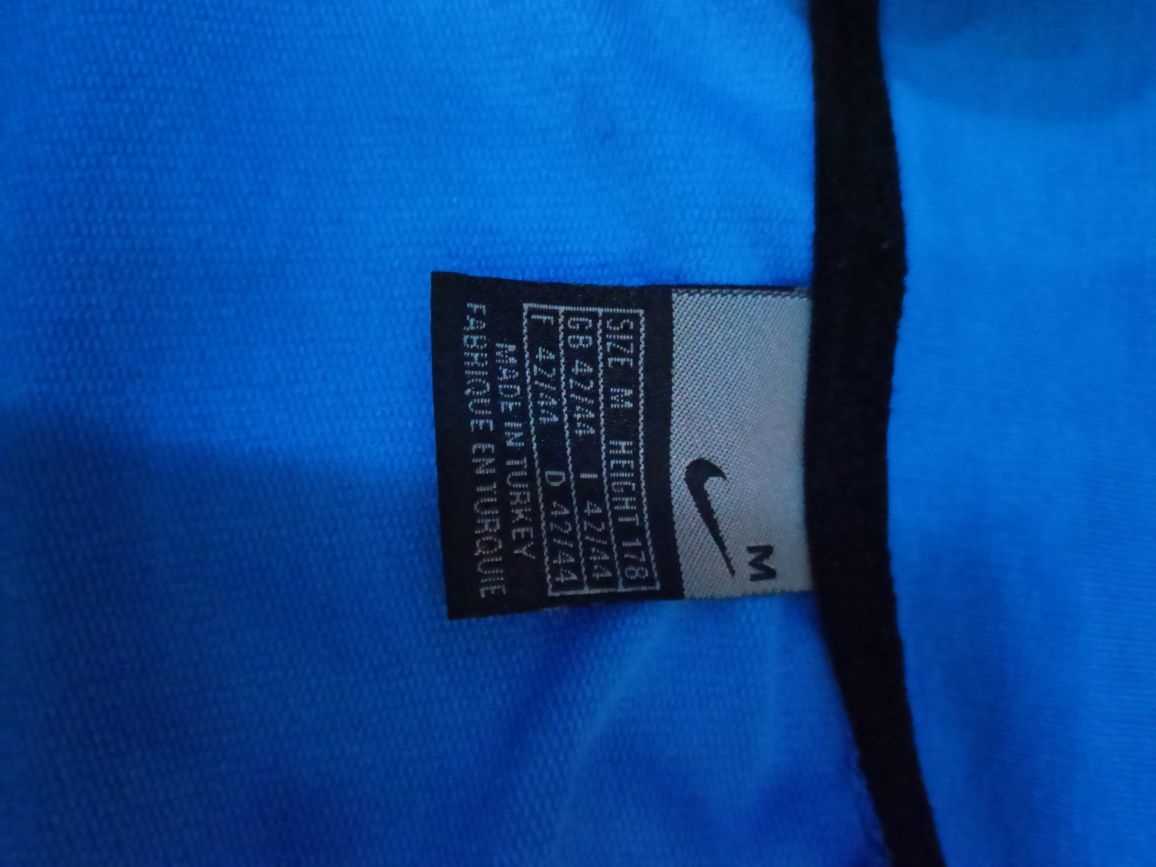 M
SIZE M HEIGHT 178
GB 42/44 I 42/44
F 42/44 D 42/44
MADE IN TURKEY
FABRIQUE EN TURQUIE